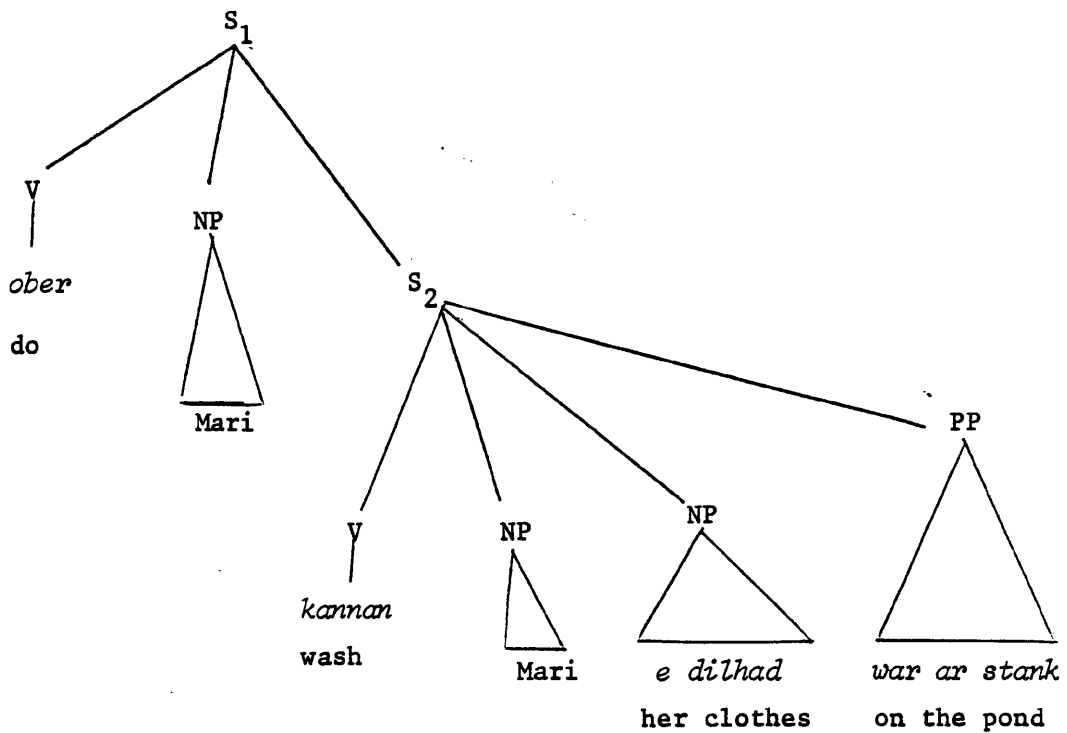 S1
V
NP
ober
do
Mari
S2
PP
V
NP
NP
kannan
wash
Mari
e dilhad
her clothes
war ar stank
on the pond